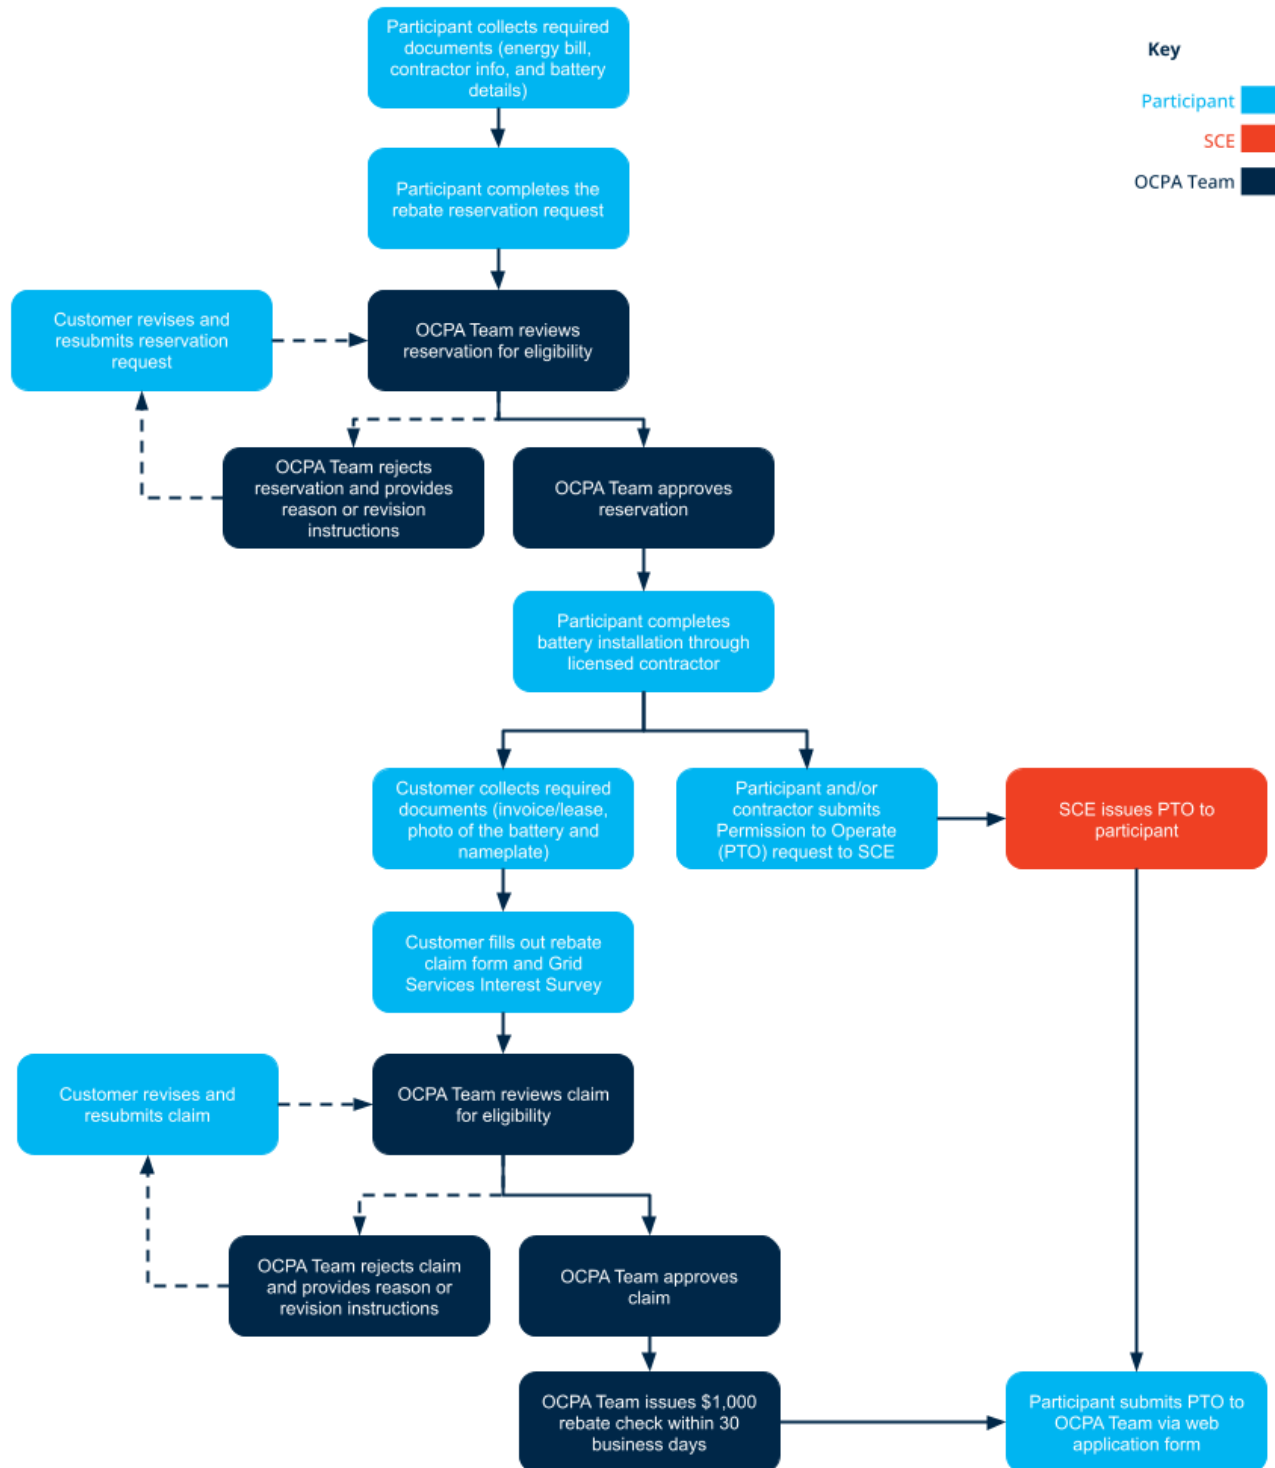 Participant collects required
documents (energy bill,
contractor info, and battery
details)
Key
Participant
SCE
OCPA Team
Participant completes the
rebate reservation request
Customer revises and
resubmits reservation
request
OCPA Team reviews
reservation for eligibility
OCPA Team rejects
reservation and provides
reason or revision
instructions
OCPA Team approves
reservation
Participant completes
battery installation through
licensed contractor
Customer collects required
documents (invoice/lease,
photo of the battery and
nameplate)
Participant and/or
contractor submits
Permission to Operate
(PTO) request to SCE
SCE issues PTO to
participant
Customer fills out rebate
claim form and Grid
Services Interest Survey
Customer revises and
resubmits claim
OCPA Team reviews claim
for eligibility
OCPA Team rejects claim
and provides reason or
revision instructions
OCPA Team approves
claim
OCPA Team issues $1,000
rebate check within 30
business days
Participant submits PTO to
OCPA Team via web
application form